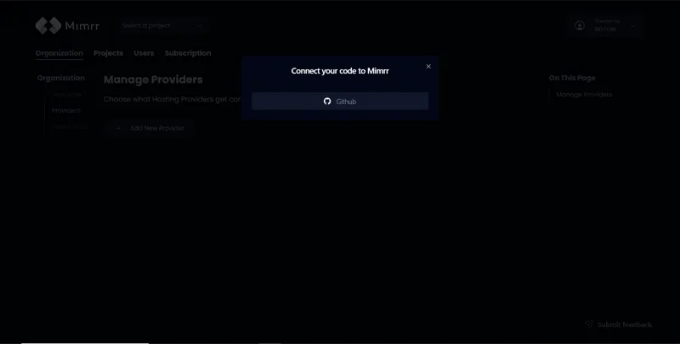 Mimrr
Select a project
Organization Projects Users Subscription
Connect your code to Mimrr
Github
Organization
Providers
Manage Providers
Choose what Hosting Providers get con
Add New Provider
On This Page
Manage Providers
Submit Feedback